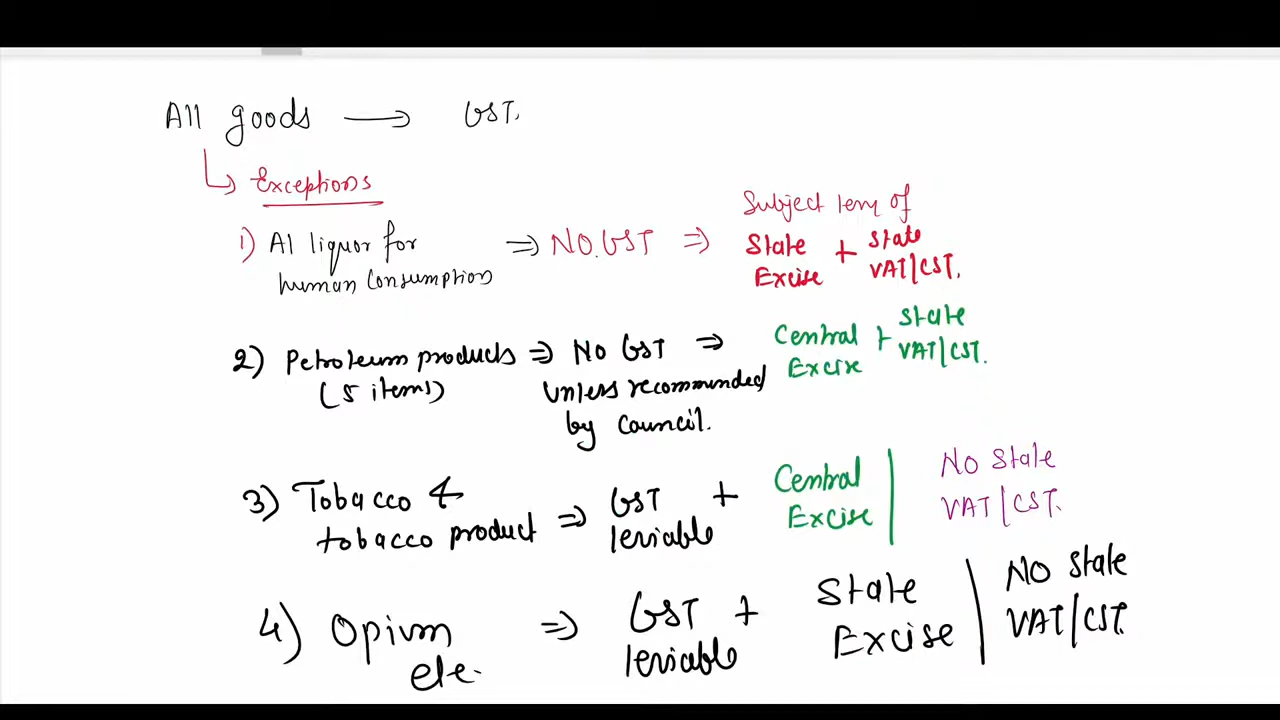 All goods → GST.
↳ Exceptions
1) Al liquor for human consumption ⇒ NO.GST ⇒ Subject levy of State Excise + State VAT/CST.
2) Petroleum products (5 items) ⇒ No GST unless recommended by council. ⇒ Central Excise + State VAT/CST.
3) Tobacco & tobacco product ⇒ GST leviable + Central Excise | NO State VAT/CST.
4) Opium etc. ⇒ GST leviable + State Excise | NO State VAT/CST.